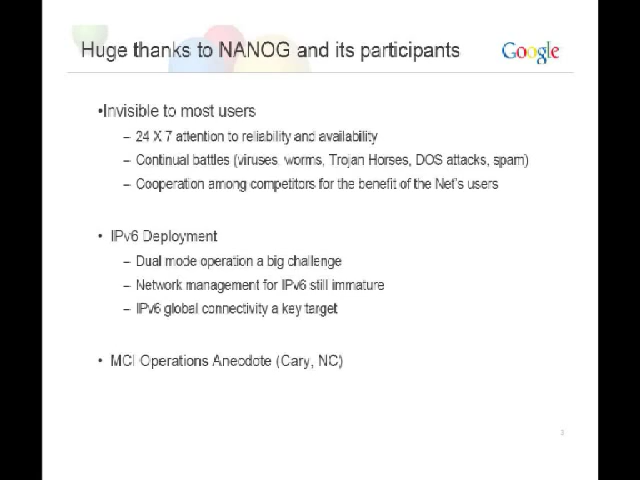 Huge thanks to NANOG and its participants
Google
•Invisible to most users
– 24 X 7 attention to reliability and availability
– Continual battles (viruses, worms, Trojan Horses, DOS attacks, spam)
– Cooperation among competitors for the benefit of the Net's users
• IPv6 Deployment
– Dual mode operation a big challenge
– Network management for IPv6 still immature
– IPv6 global connectivity a key target
• MCI Operations Anecdote (Cary, NC)